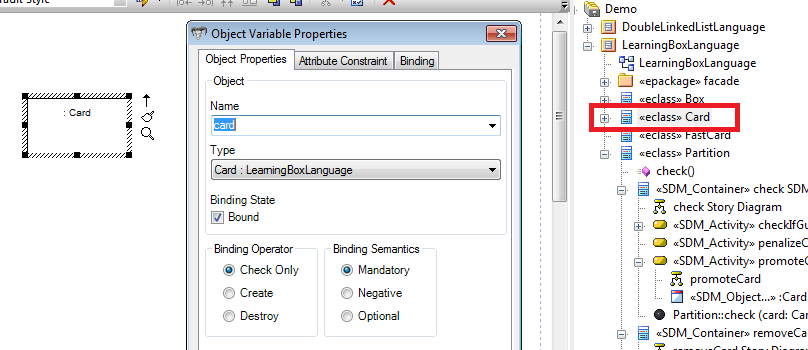 : Card
Object Variable Properties
Object Properties
Attribute Constraint
Binding
Object
Name
card
Type
Card : LearningBoxLanguage
Binding State
Bound
Binding Operator
Check Only
Create
Destroy
Binding Semantics
Mandatory
Negative
Optional
Demo
DoubleLinkedListLanguage
LearningBoxLanguage
LearningBoxLanguage
«epackage» facade
«eclass» Box
«eclass» Card
«eclass» FastCard
«eclass» Partition
check()
«SDM_Container» check SDM
check Story Diagram
«SDM_Activity» checkIfGu
«SDM_Activity» penalizeC
«SDM_Activity» promoteC
promoteCard
«SDM_Object...» :Card
Partition::check (card: Car
«SDM_Container» removeCa